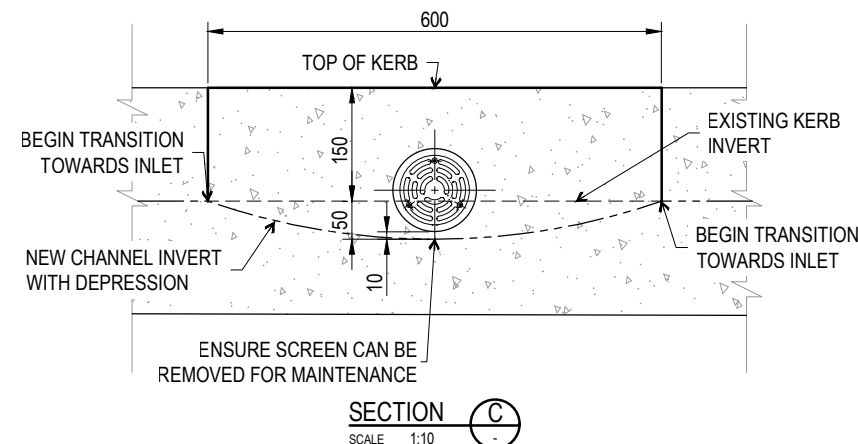 600
TOP OF KERB
BEGIN TRANSITION
TOWARDS INLET
150
EXISTING KERB
INVERT
50
10
NEW CHANNEL INVERT
WITH DEPRESSION
BEGIN TRANSITION
TOWARDS INLET
ENSURE SCREEN CAN BE
REMOVED FOR MAINTENANCE
SECTION C
SCALE 1:10 -